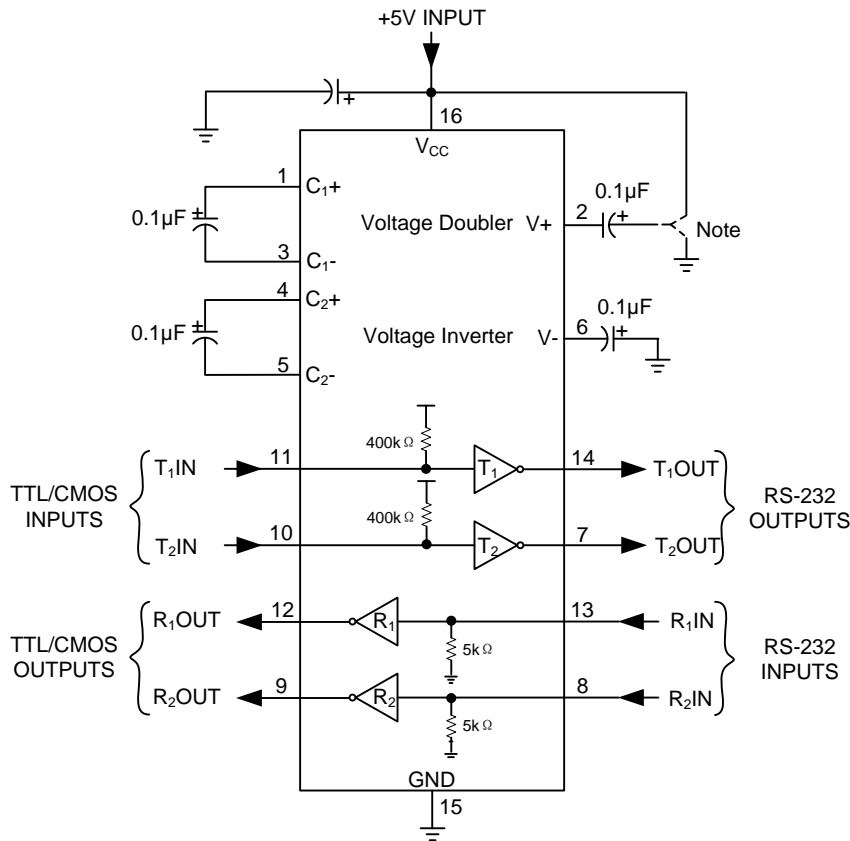 +5V INPUT
+
16
VCC
1
C1+
0.1µF
+
3
C1-
4
C2+
0.1µF
+
5
C2-
Voltage Doubler
V+
2
0.1µF
+
Note
Voltage Inverter
V-
6
0.1µF
+
TTL/CMOS
INPUTS
T1IN
11
400kΩ
T1
14
T1OUT
T2IN
10
400kΩ
T2
7
T2OUT
RS-232
OUTPUTS
TTL/CMOS
OUTPUTS
R1OUT
12
R1
5kΩ
13
R1IN
R2OUT
9
R2
5kΩ
8
R2IN
RS-232
INPUTS
GND
15